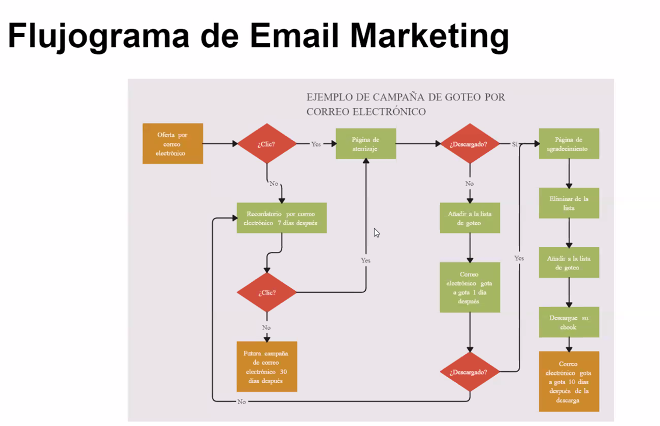 Flujograma de Email Marketing
EJEMPLO DE CAMPAÑA DE GOTEO POR
CORREO ELECTRÓNICO
Oferta por
correo
electrónico
¿Clic?
Yes
Página de
aterrizaje
¿Descargado?
Si
Página de
agradecimiento
No
No
Recordatorio por correo
electrónico 7 días después
Añadir a la lista
de goteo
Eliminar de la
lista
Yes
Yes
Añadir a la lista
de goteo
Correo
electrónico gota
a gota 1 día
después
¿Clic?
No
Descargue su
ebook
Futura campaña
de correo
electrónico 30
días después
¿Descargado?
Correo
electrónico gota
a gota 10 días
después de la
descarga
No